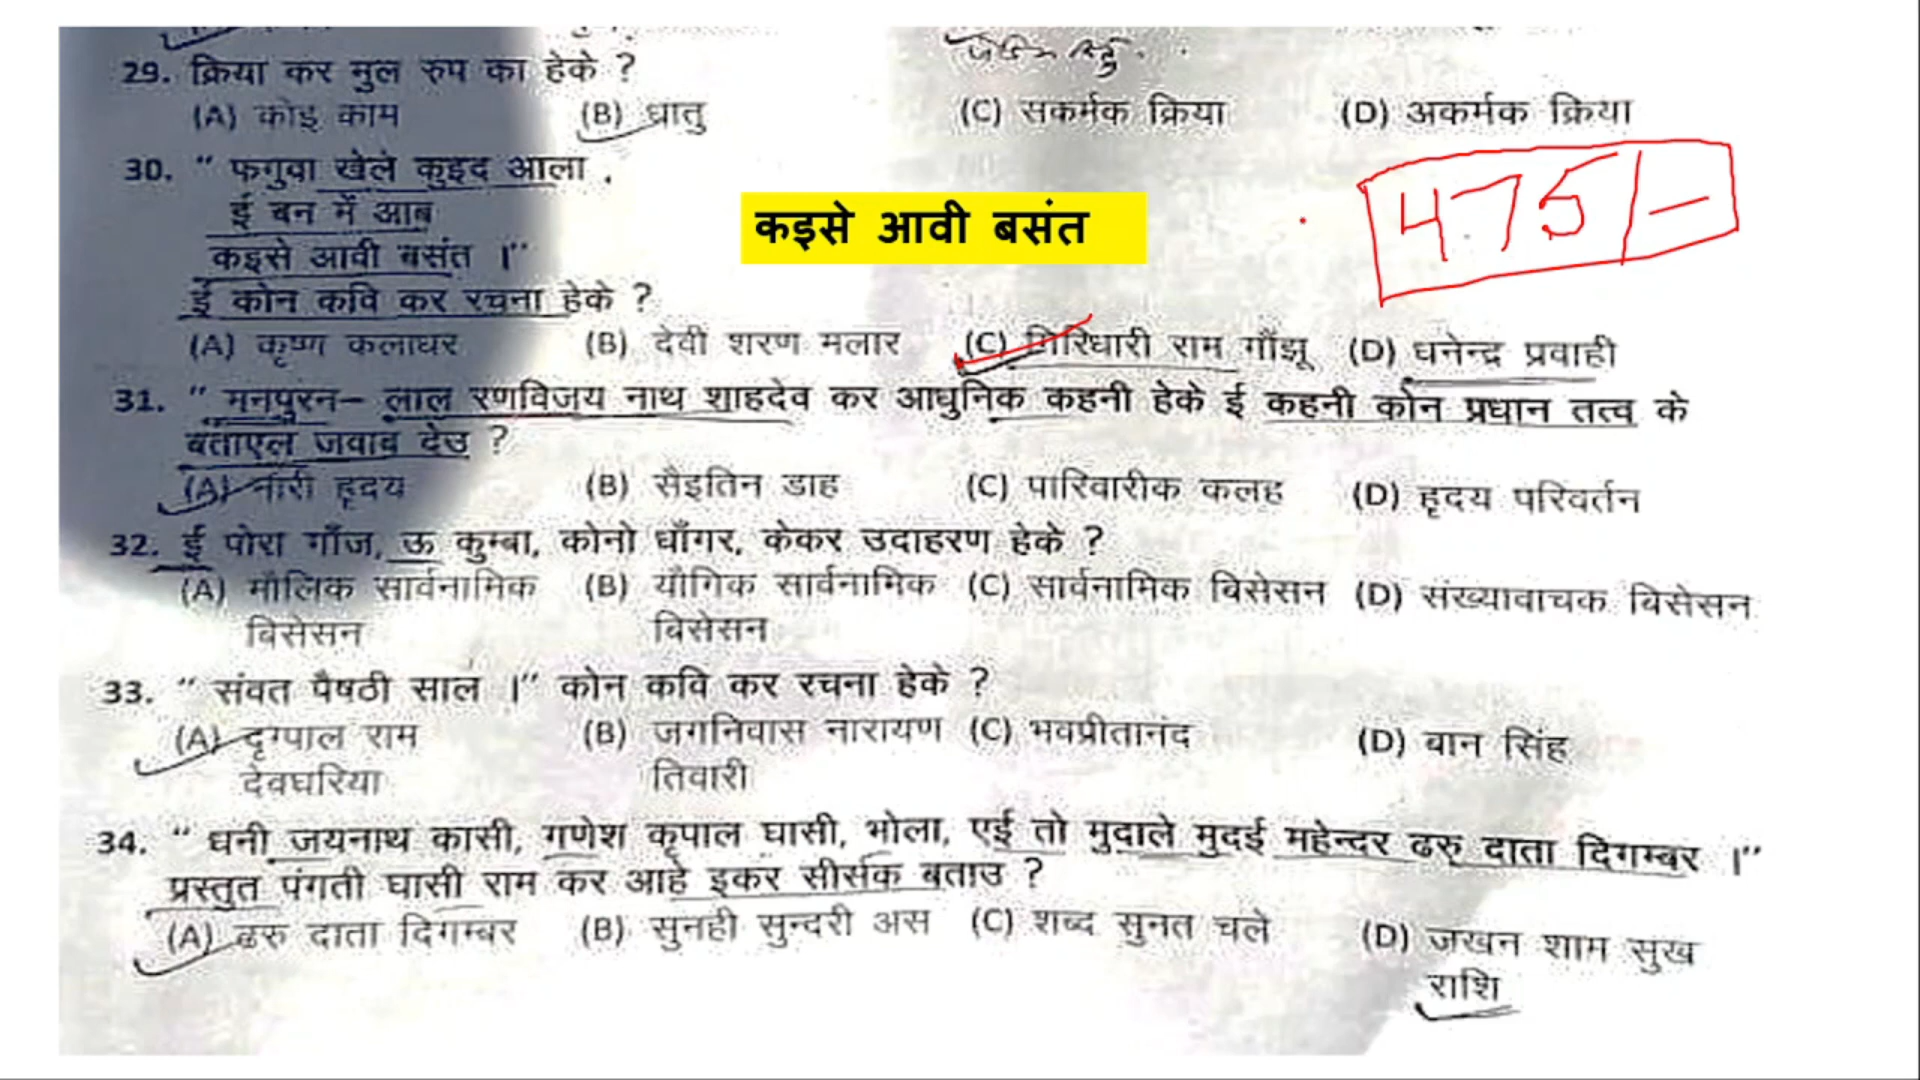 29. क्रिया कर मुल रुप का हेके ?
(A) कोइ काम (B) धातु (C) सकर्मक क्रिया (D) अकर्मक क्रिया
30. " फगुवा खेले कुइद आला ,
ई बन में आब
कइसे आवी बसंत ।"
कइसे आवी बसंत
475/-
ई कोन कवि कर रचना हेके ?
(A) कृष्ण कलाधर (B) देवी शरण मलार (C) गिरिधारी राम गौंझू (D) धनेन्द्र प्रवाही
31. " मनपुरन– लाल रणविजय नाथ शाहदेव कर आधुनिक कहनी हेके ई कहनी कोन प्रधान तत्व के
बताएल जवाब देउ ?
(A) नारी हृदय (B) सैइतिन डाह (C) पारिवारीक कलह (D) हृदय परिवर्तन
32. ई पोरा गाँज, ऊ कुम्बा, कोनो धाँगर, केकर उदाहरण हेके ?
(A) मौलिक सार्वनामिक (B) यौगिक सार्वनामिक (C) सार्वनामिक बिसेसन (D) संख्यावाचक बिसेसन
बिसेसन बिसेसन
33. " संवत पैषठी साल ।" कोन कवि कर रचना हेके ?
(A) दृग्पाल राम (B) जगनिवास नारायण (C) भवप्रीतानंद (D) बान सिंह
देवघरिया तिवारी
34. " धनी जयनाथ कासी, गणेश कृपाल घासी, भोला, एई तो मुदाले मुदई महेन्दर ढरु दाता दिगम्बर ।"
प्रस्तुत पंगती घासी राम कर आहे इकर सीर्सक बताउ ?
(A) ढरु दाता दिगम्बर (B) सुनही सुन्दरी अस (C) शब्द सुनत चले (D) जखन शाम सुख
राशि